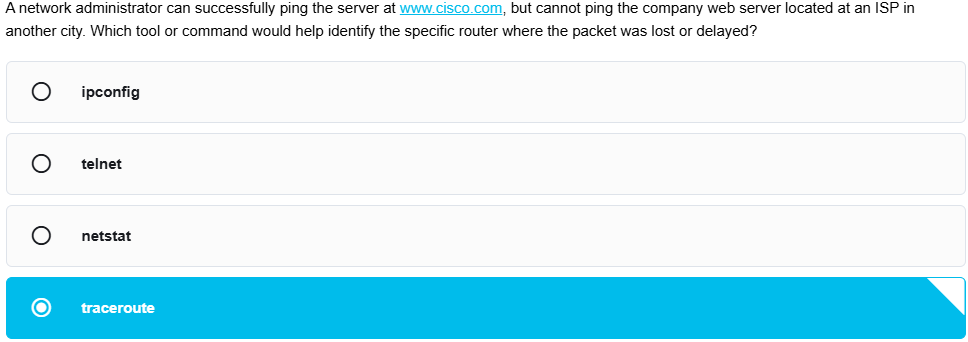 A network administrator can successfully ping the server at www.cisco.com, but cannot ping the company web server located at an ISP in
another city. Which tool or command would help identify the specific router where the packet was lost or delayed?
ipconfig
telnet
netstat
traceroute